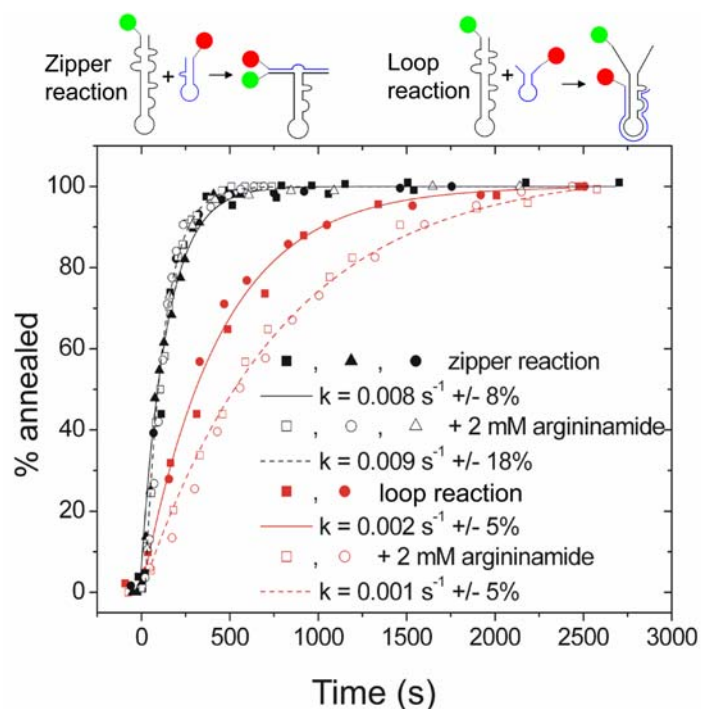 Zipper
reaction
+
Loop
reaction
+
100
80
60
40
20
0
% annealed
, , zipper reaction
k = 0.008 s-1 +/- 8%
, , + 2 mM argininamide
k = 0.009 s-1 +/- 18%
, loop reaction
k = 0.002 s-1 +/- 5%
, + 2 mM argininamide
k = 0.001 s-1 +/- 5%
0 500 1000 1500 2000 2500 3000
Time (s)